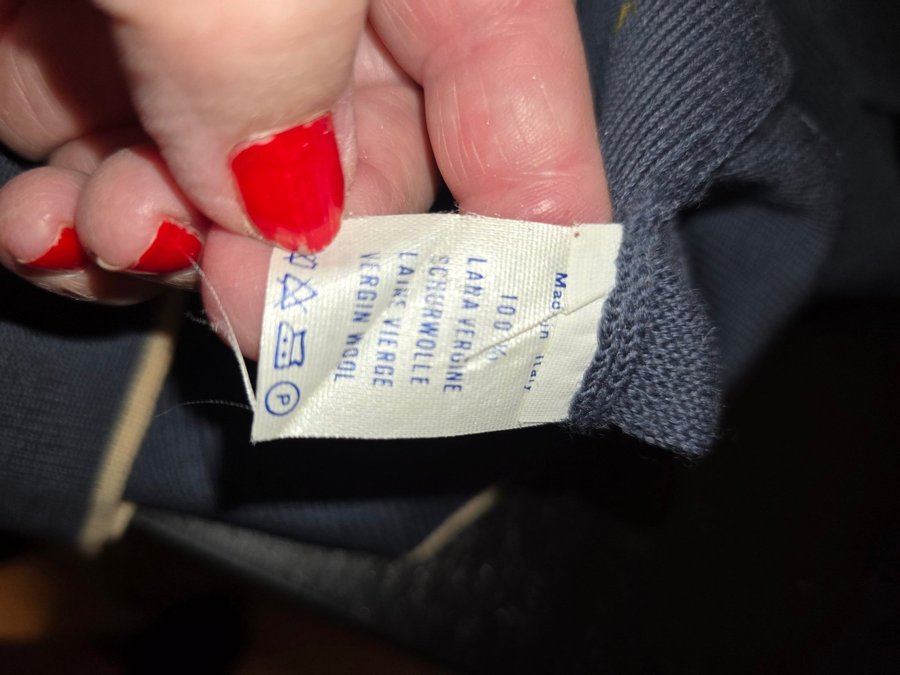 Made in Italy
100 %
LANA VERGINE
SCHURWOLLE
LAINE VIERGE
VERGIN WOOL
P